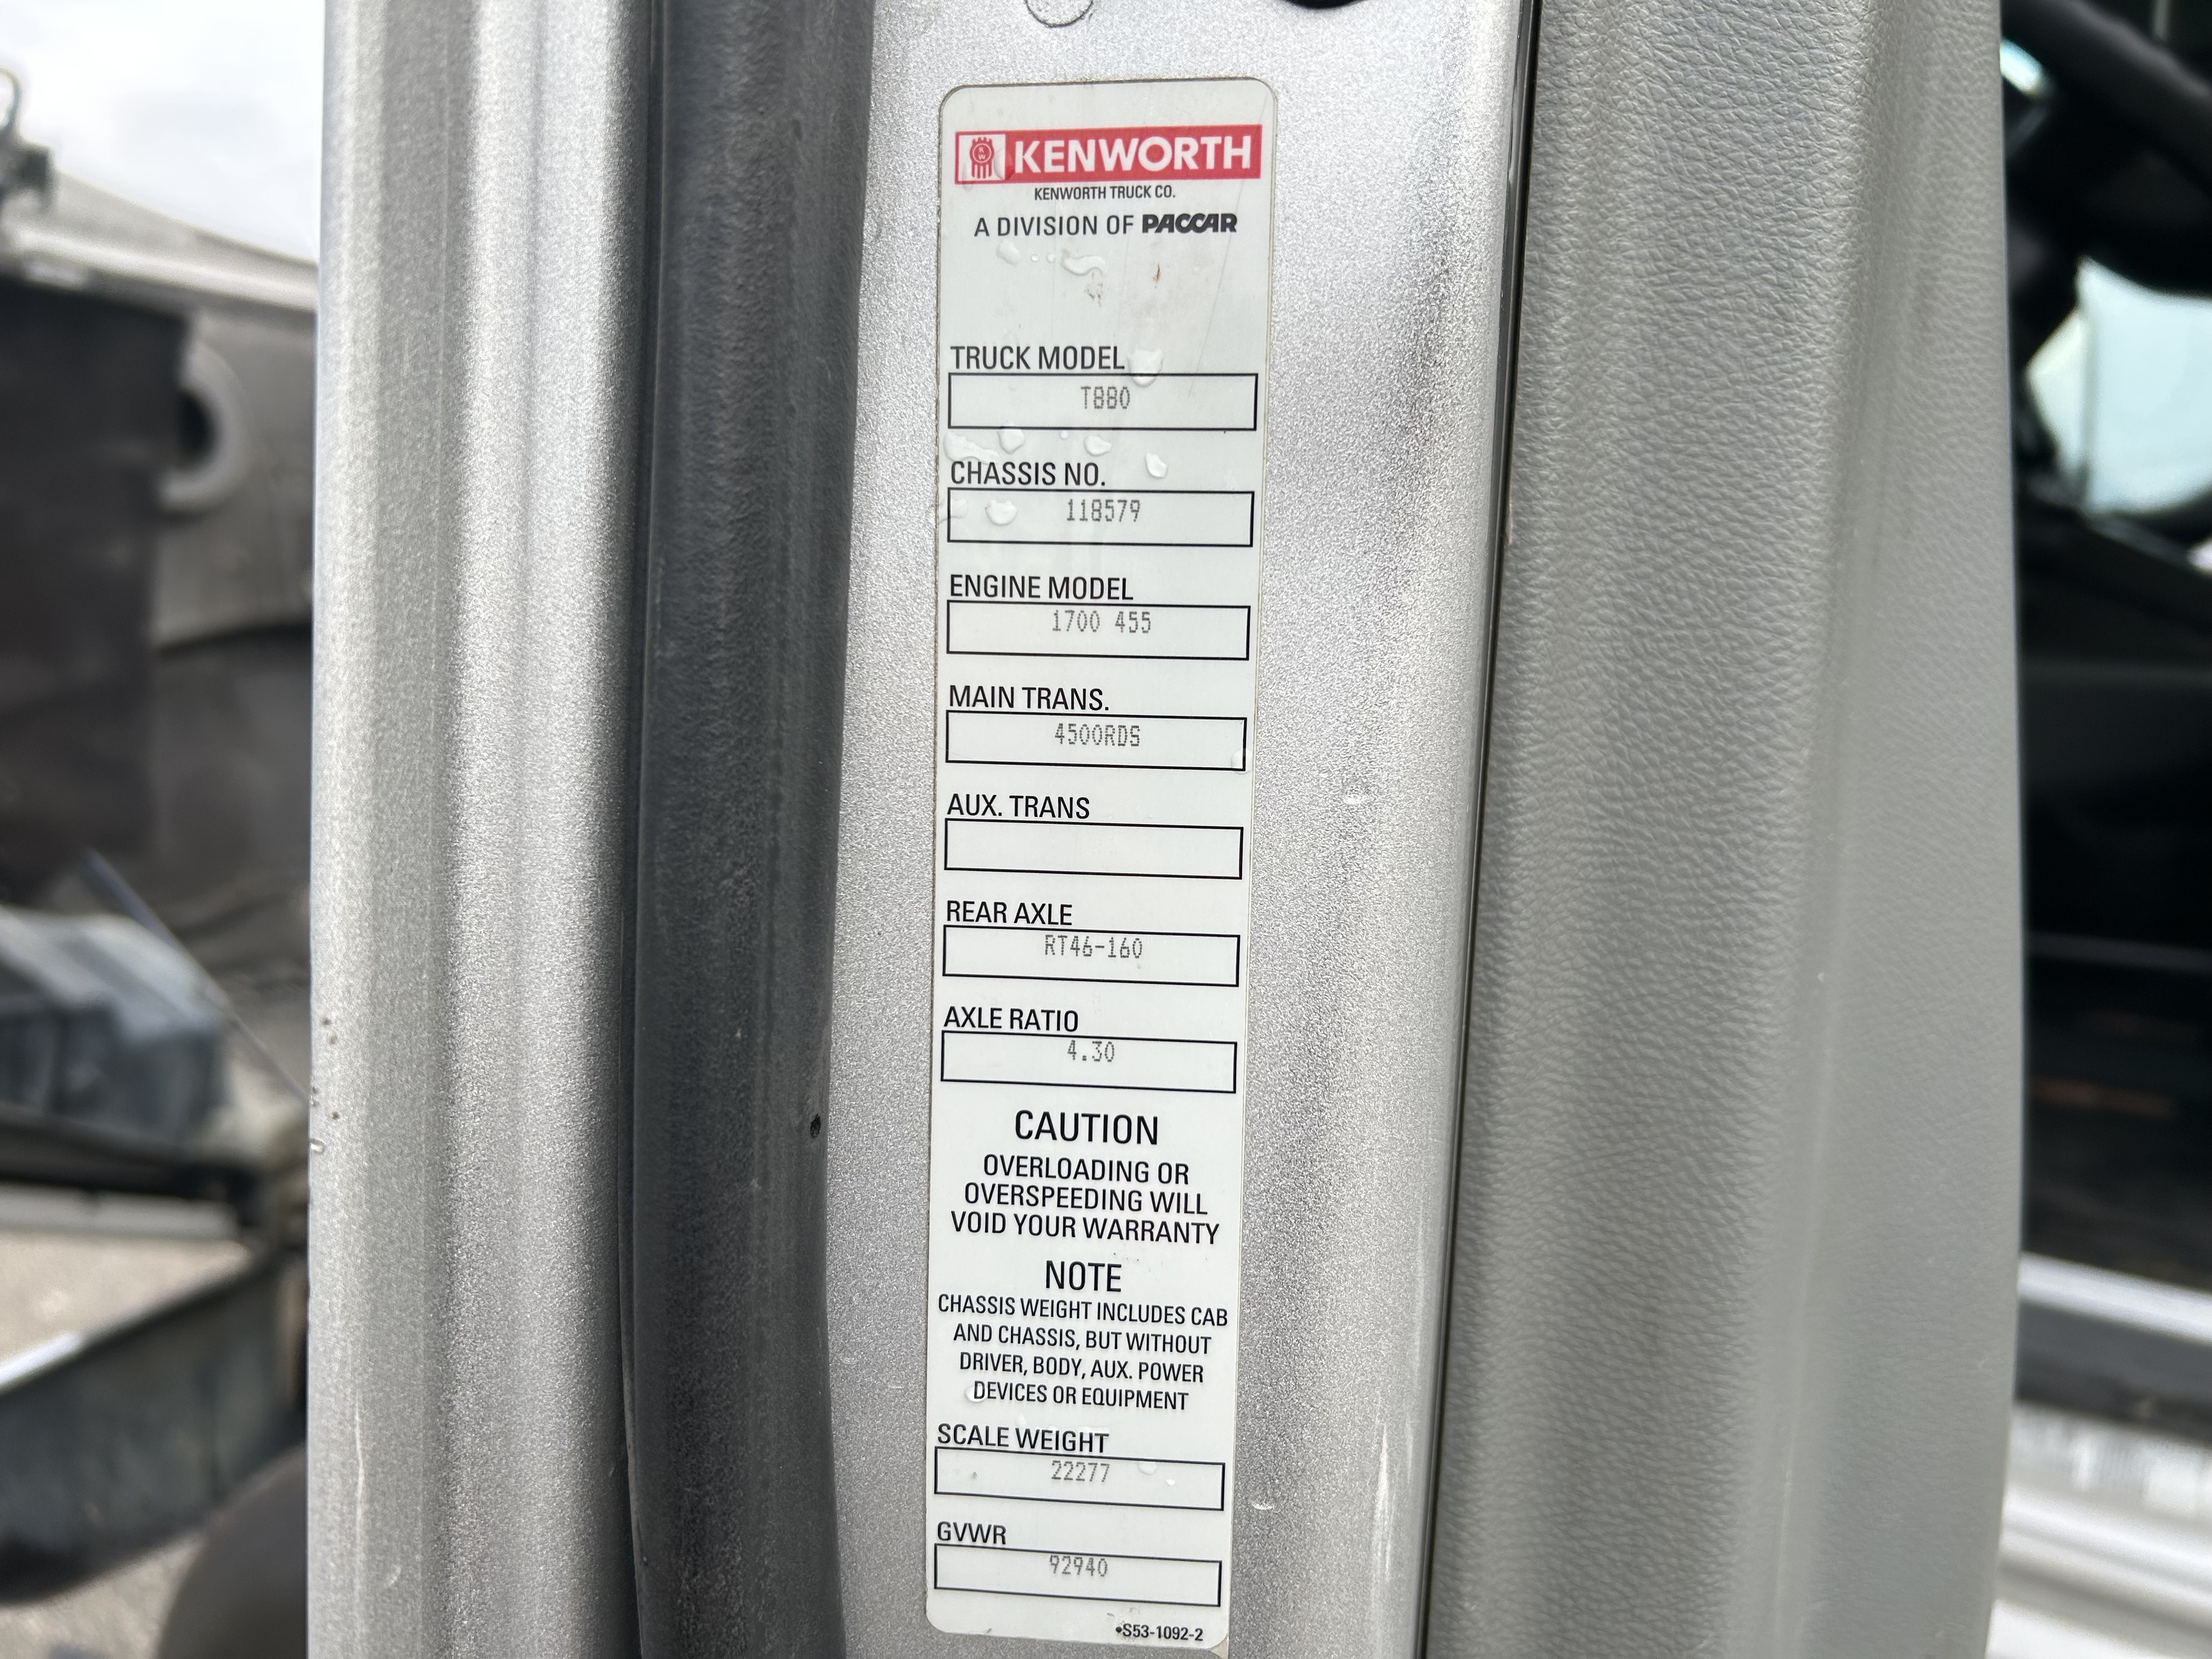 KENWORTH
KENWORTH TRUCK CO.
A DIVISION OF PACCAR
TRUCK MODEL
T880
CHASSIS NO.
118579
ENGINE MODEL
1700 455
MAIN TRANS.
4500RDS
AUX. TRANS
REAR AXLE
RT46-160
AXLE RATIO
4.30
CAUTION
OVERLOADING OR
OVERSPEEDING WILL
VOID YOUR WARRANTY
NOTE
CHASSIS WEIGHT INCLUDES CAB
AND CHASSIS, BUT WITHOUT
DRIVER, BODY, AUX. POWER
DEVICES OR EQUIPMENT
SCALE WEIGHT
22277
GVWR
92940
•S53-1092-2